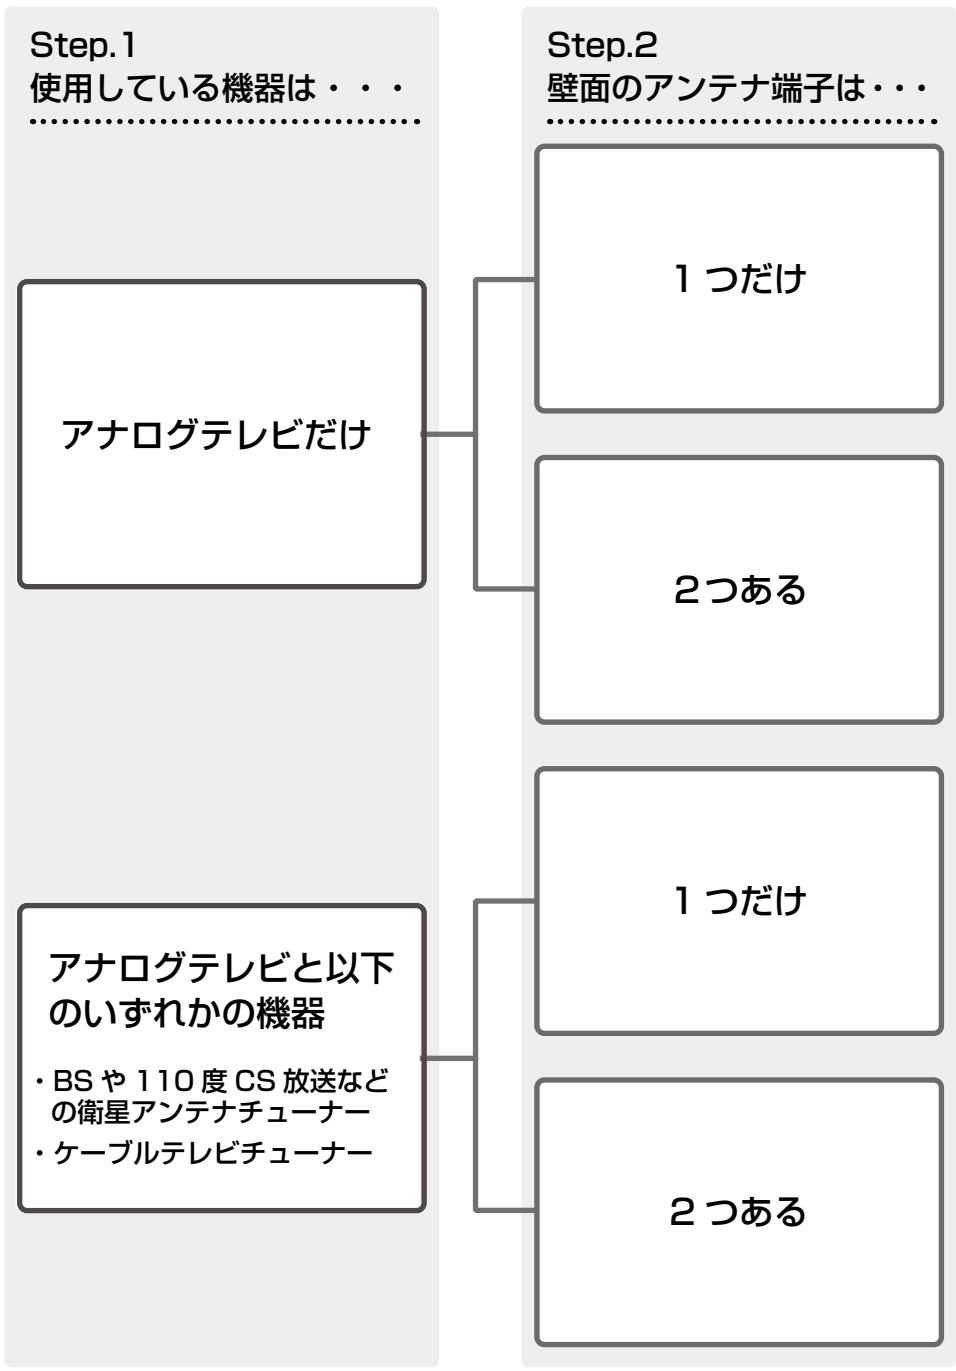 Step.1
使用している機器は・・・
アナログテレビだけ
アナログテレビと以下
のいずれかの機器
・BS や 110 度 CS 放送など
の衛星アンテナチューナー
・ケーブルテレビチューナー
Step.2
壁面のアンテナ端子は・・・
1 つだけ
2つある
1 つだけ
2 つある